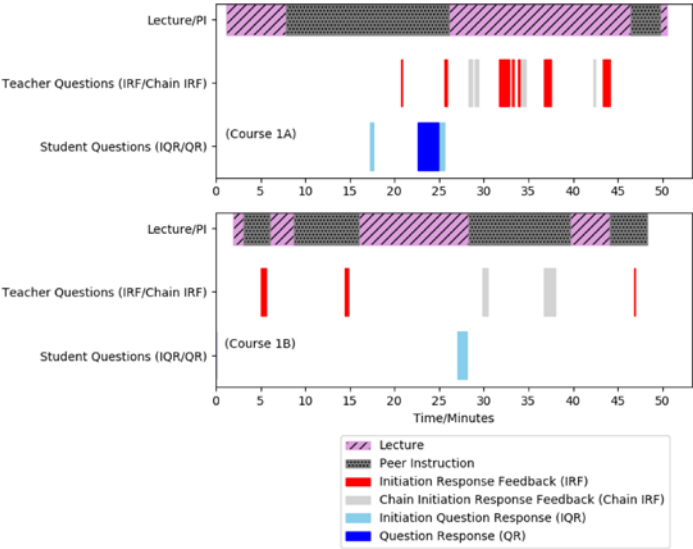 Lecture/PI
Teacher Questions (IRF/Chain IRF)
Student Questions (IQR/QR)
(Course 1A)
0 5 10 15 20 25 30 35 40 45 50
Lecture/PI
Teacher Questions (IRF/Chain IRF)
Student Questions (IQR/QR)
(Course 1B)
0 5 10 15 20 25 30 35 40 45 50
Time/Minutes
Lecture
Peer Instruction
Initiation Response Feedback (IRF)
Chain Initiation Response Feedback (Chain IRF)
Initiation Question Response (IQR)
Question Response (QR)